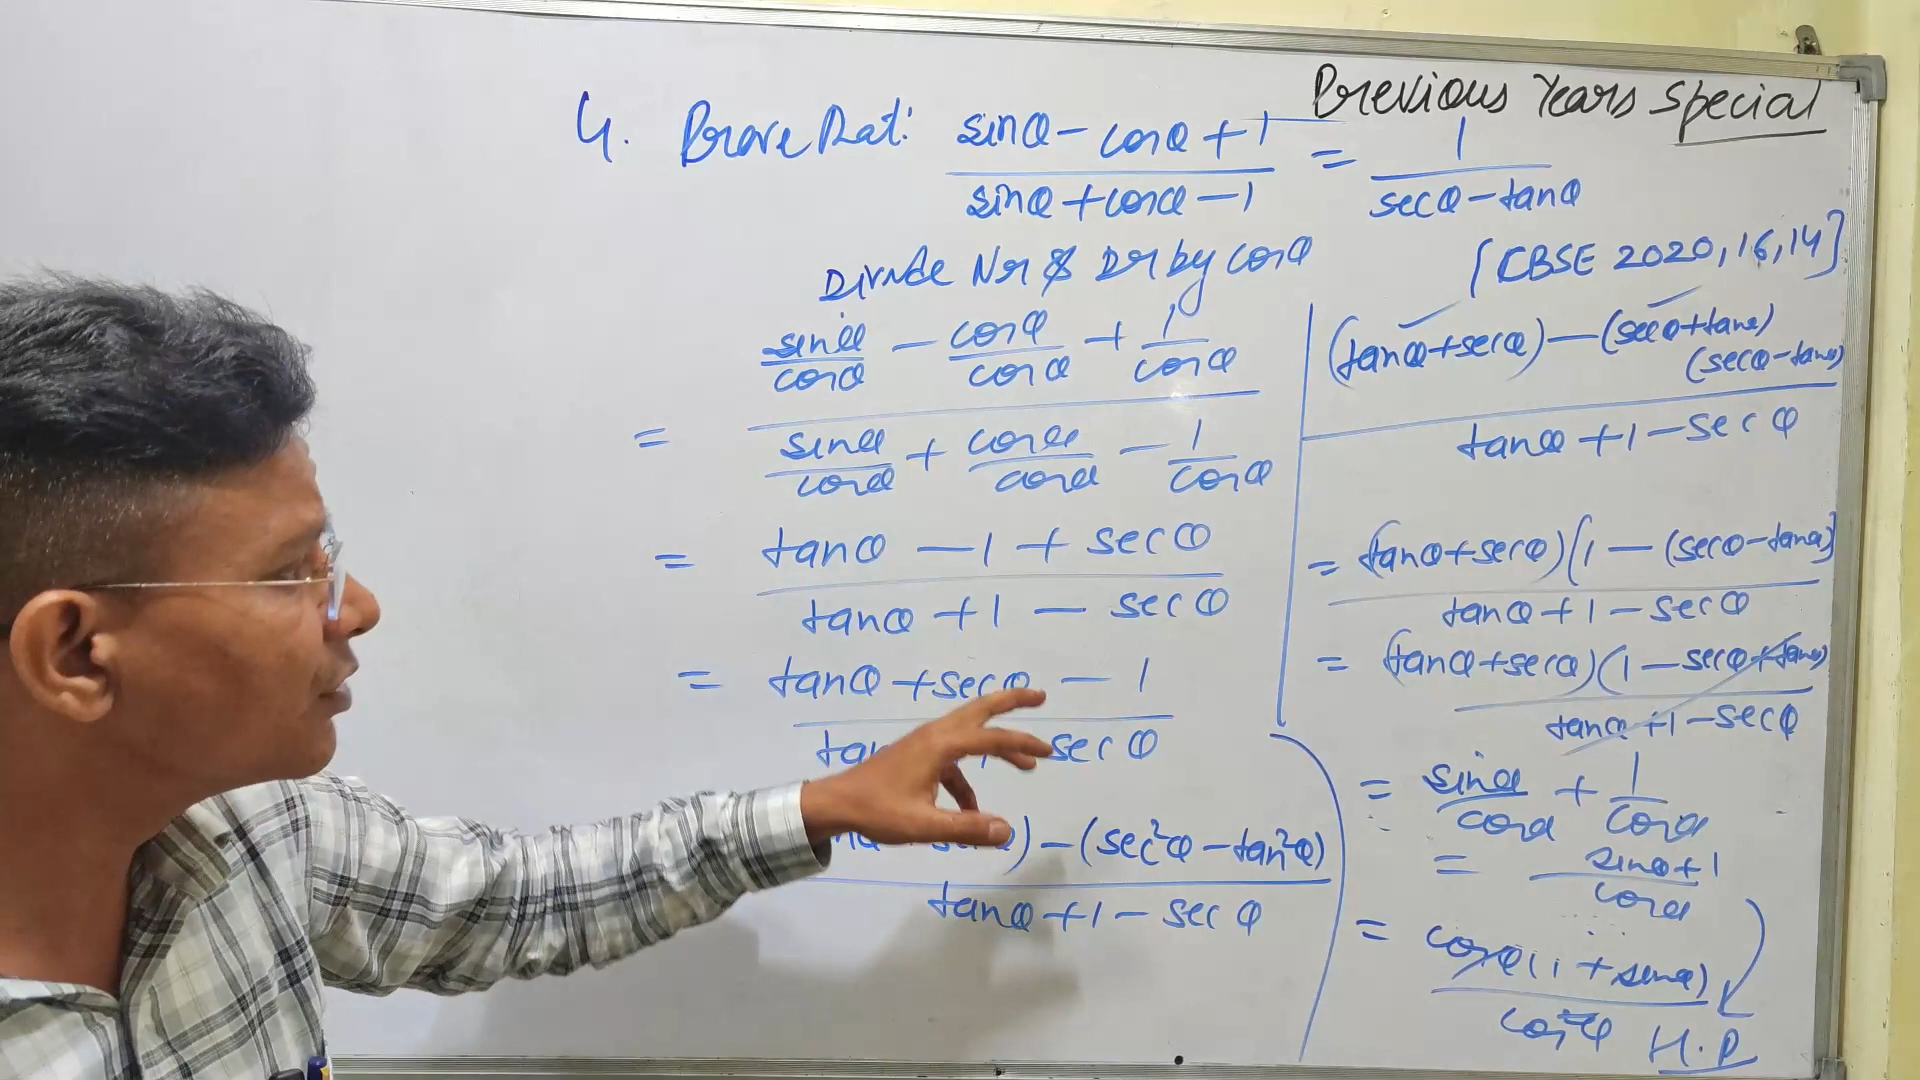 Previous Years Special
4. Prove that: sinθ - cosθ + 1 / sinθ + cosθ - 1 = 1 / secθ - tanθ
[CBSE 2020, 16, 14]
Divide Nr & Dr by cosθ
= sinθ/cosθ - cosθ/cosθ + 1/cosθ
sinθ/cosθ + cosθ/cosθ - 1/cosθ
= tanθ - 1 + secθ
tanθ + 1 - secθ
= tanθ + secθ - 1
tan secθ
) - (sec²θ - tan²θ)
tanθ + 1 - secθ
(tanθ + secθ) - (secθ + tanθ)
(secθ - tanθ)
tanθ + 1 - secθ
= (tanθ + secθ) [1 - (secθ - tanθ]
tanθ + 1 - secθ
= (tanθ + secθ) (1 - secθ + tanθ)
tanθ + 1 - secθ
= sinθ/cosθ + 1/cosθ
= sinθ + 1
cosθ
= cosθ(1 + sinθ)
cos²θ H.P